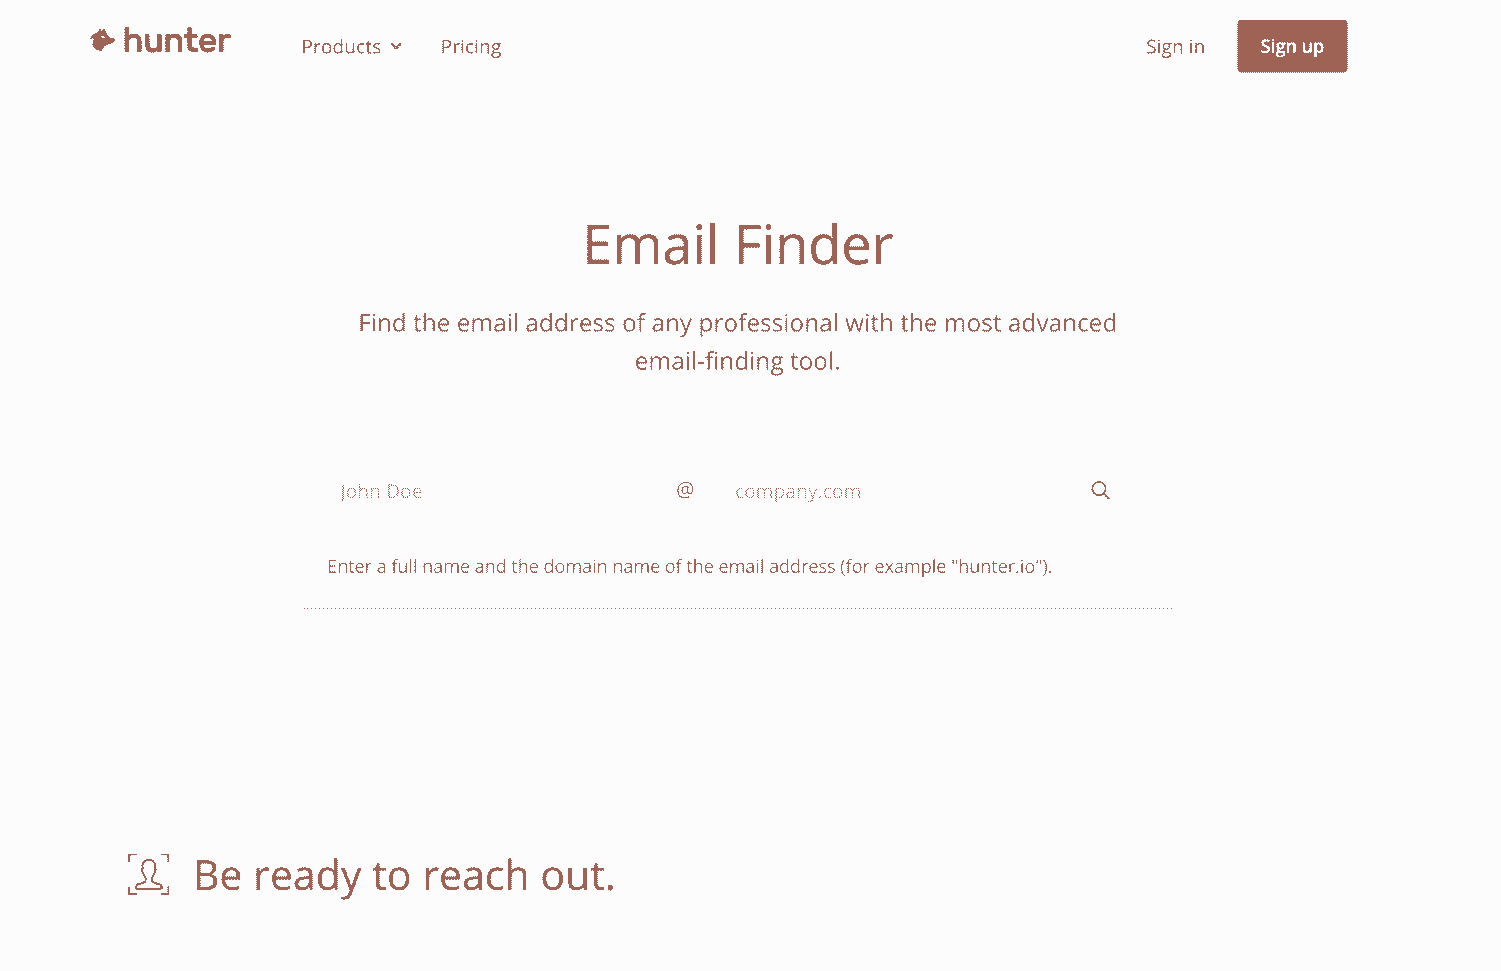 hunter
Products
Pricing
Sign in
Sign up
Email Finder
Find the email address of any professional with the most advanced
email-finding tool.
John Doe
@
company.com
Enter a full name and the domain name of the email address (for example "hunter.io").
Be ready to reach out.